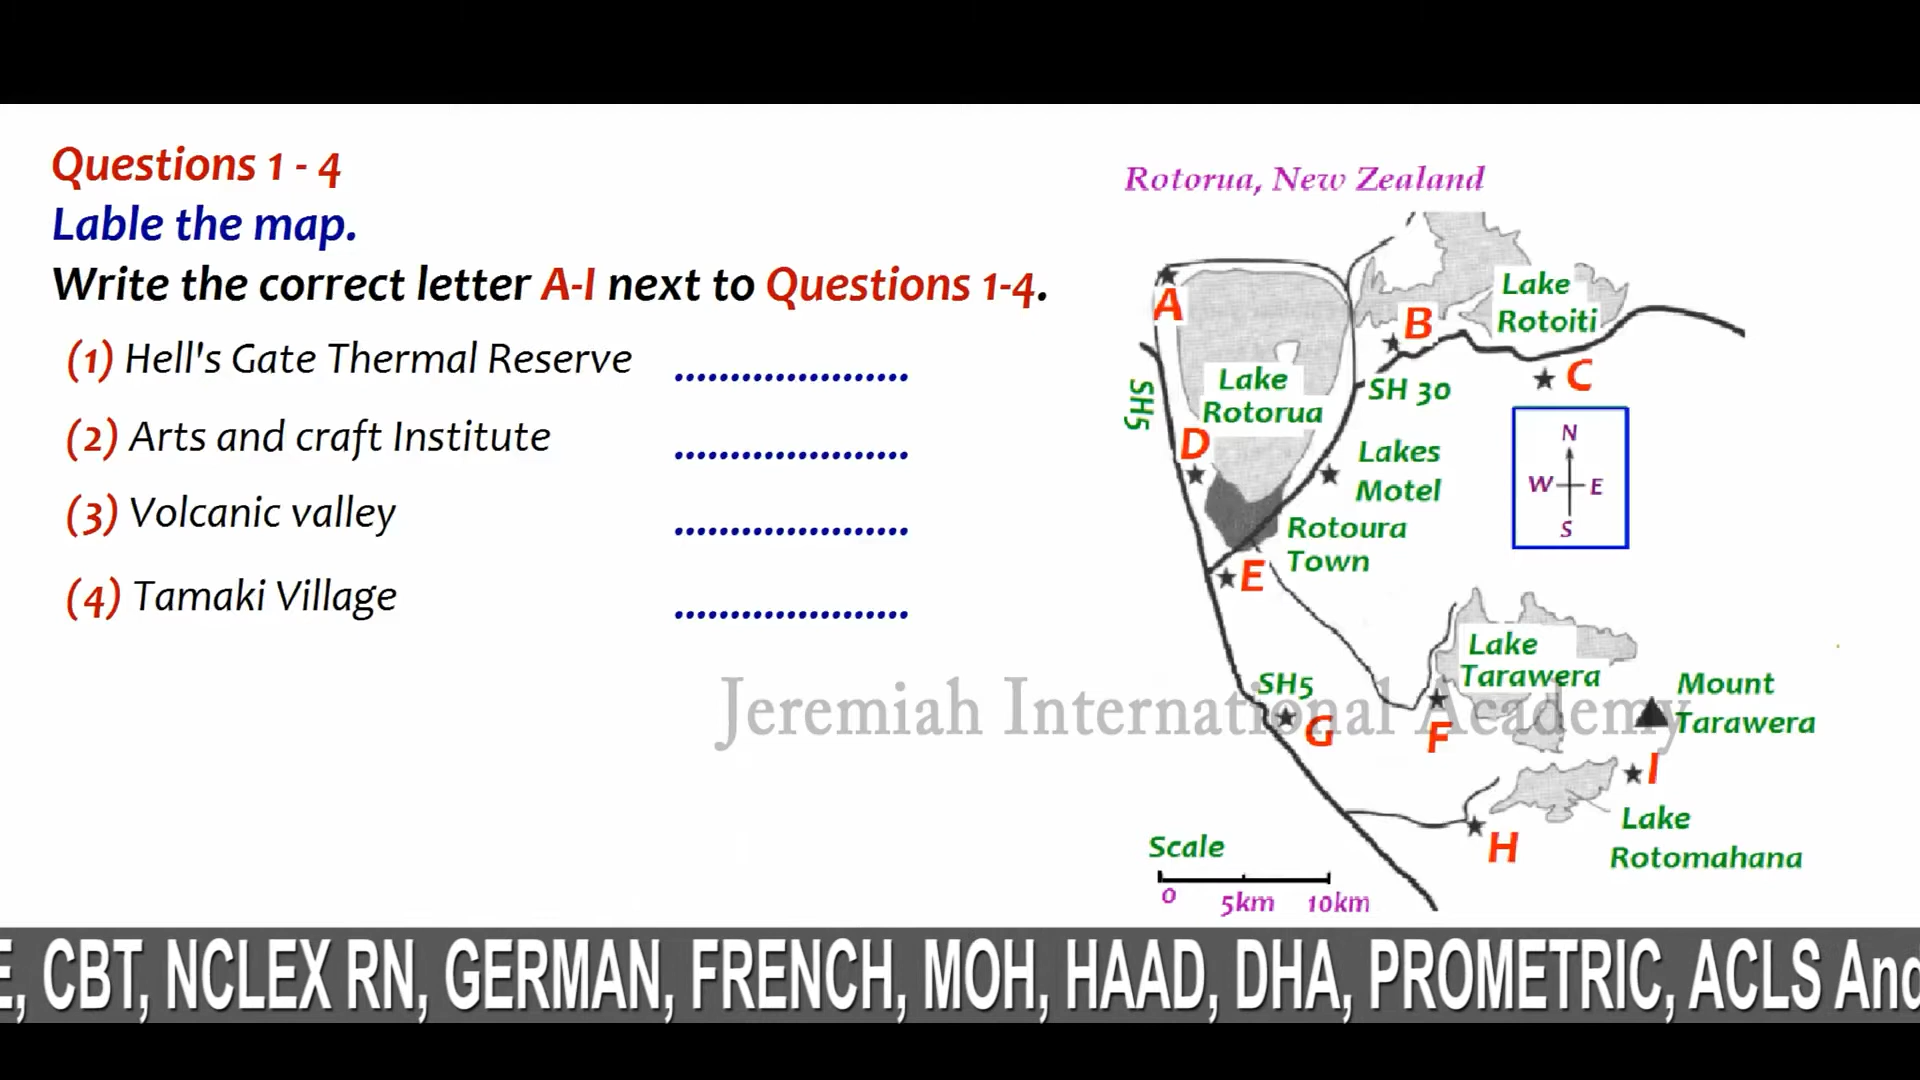 Questions 1 - 4
Lable the map.
Write the correct letter A-I next to Questions 1-4.
(1) Hell's Gate Thermal Reserve ......................
(2) Arts and craft Institute ......................
(3) Volcanic valley ......................
(4) Tamaki Village ......................
Rotorua, New Zealand
A
Lake
Rotoiti
B
C
SH5
Lake
Rotorua
SH 30
D
Lakes
Motel
N
W E
S
Rotoura
Town
E
Lake
Tarawera
SH5
G
F
Mount
Tarawera
I
Lake
Rotomahana
H
Scale
0 5km 10km
Jeremiah International Academy
E, CBT, NCLEX RN, GERMAN, FRENCH, MOH, HAAD, DHA, PROMETRIC, ACLS And